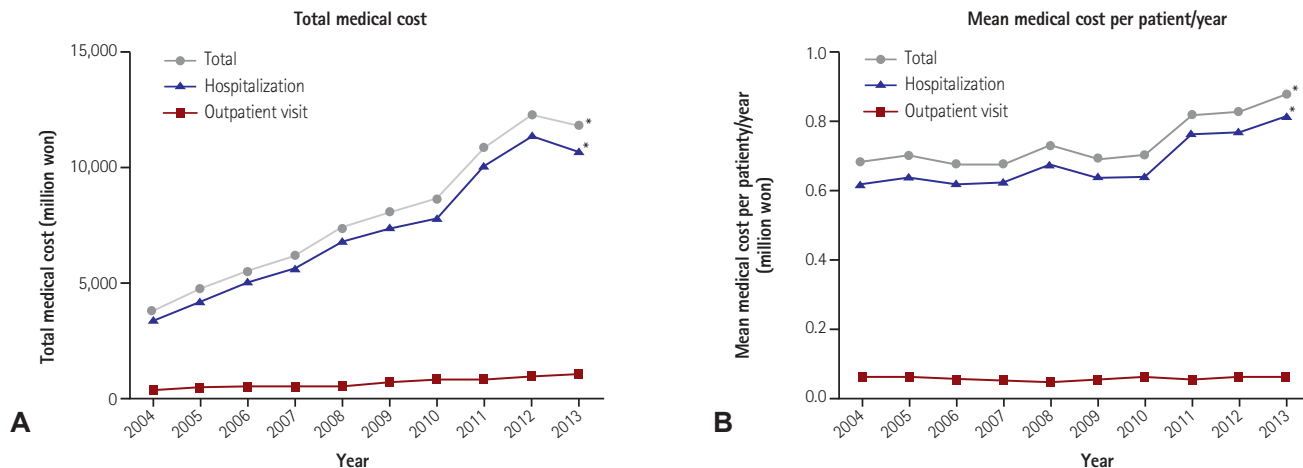 Total medical cost
15,000
10,000
5,000
0
Total medical cost (million won)
Total
Hospitalization
Outpatient visit
*
*
2004
2005
2006
2007
2008
2009
2010
2011
2012
2013
Year
A
Mean medical cost per patient/year
1.0
0.8
0.6
0.4
0.2
0.0
Mean medical cost per patienty/year
(million won)
Total
Hospitalization
Outpatient visit
*
*
2004
2005
2006
2007
2008
2009
2010
2011
2012
2013
Year
B